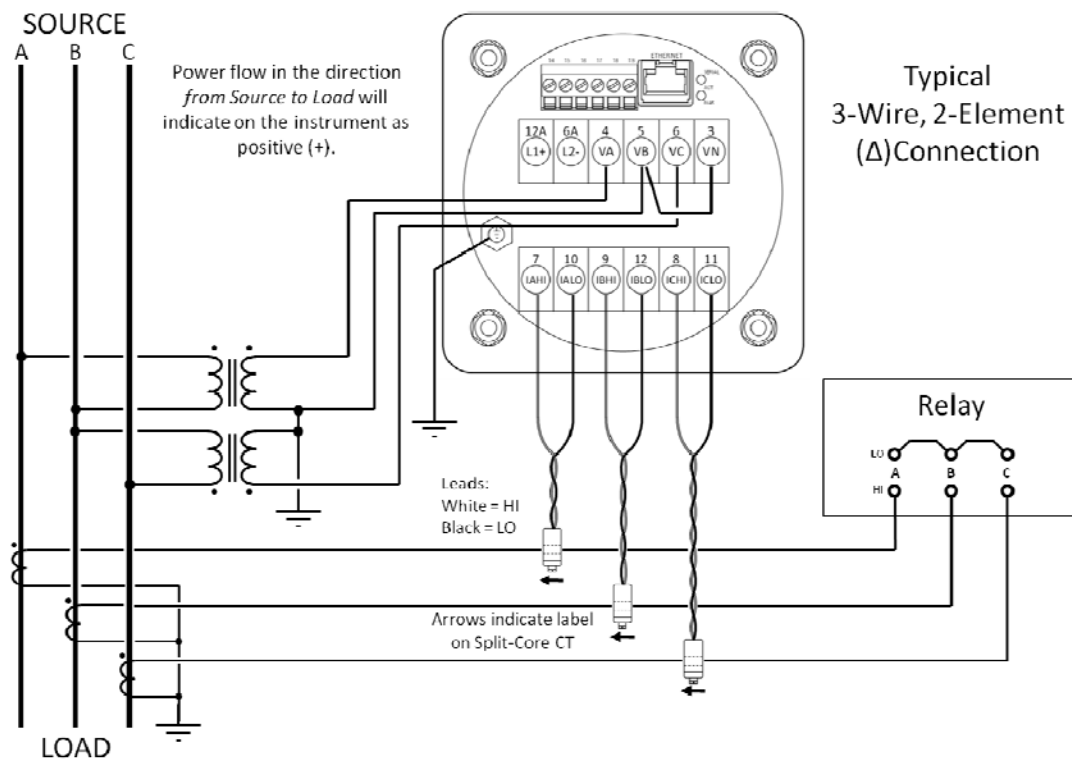 SOURCE
A B C
Power flow in the direction
from Source to Load will
indicate on the instrument as
positive (+).
ETHERNET
Typical
3-Wire, 2-Element
(Δ)Connection
12A 6A 4 5 6 3
L1+ L2- VA VB VC VN
7 10 9 12 8 11
IAHI IALO IBHI IBLO ICHI ICLO
Relay
LO
A B C
HI
Leads:
White = HI
Black = LO
Arrows indicate label
on Split-Core CT
LOAD